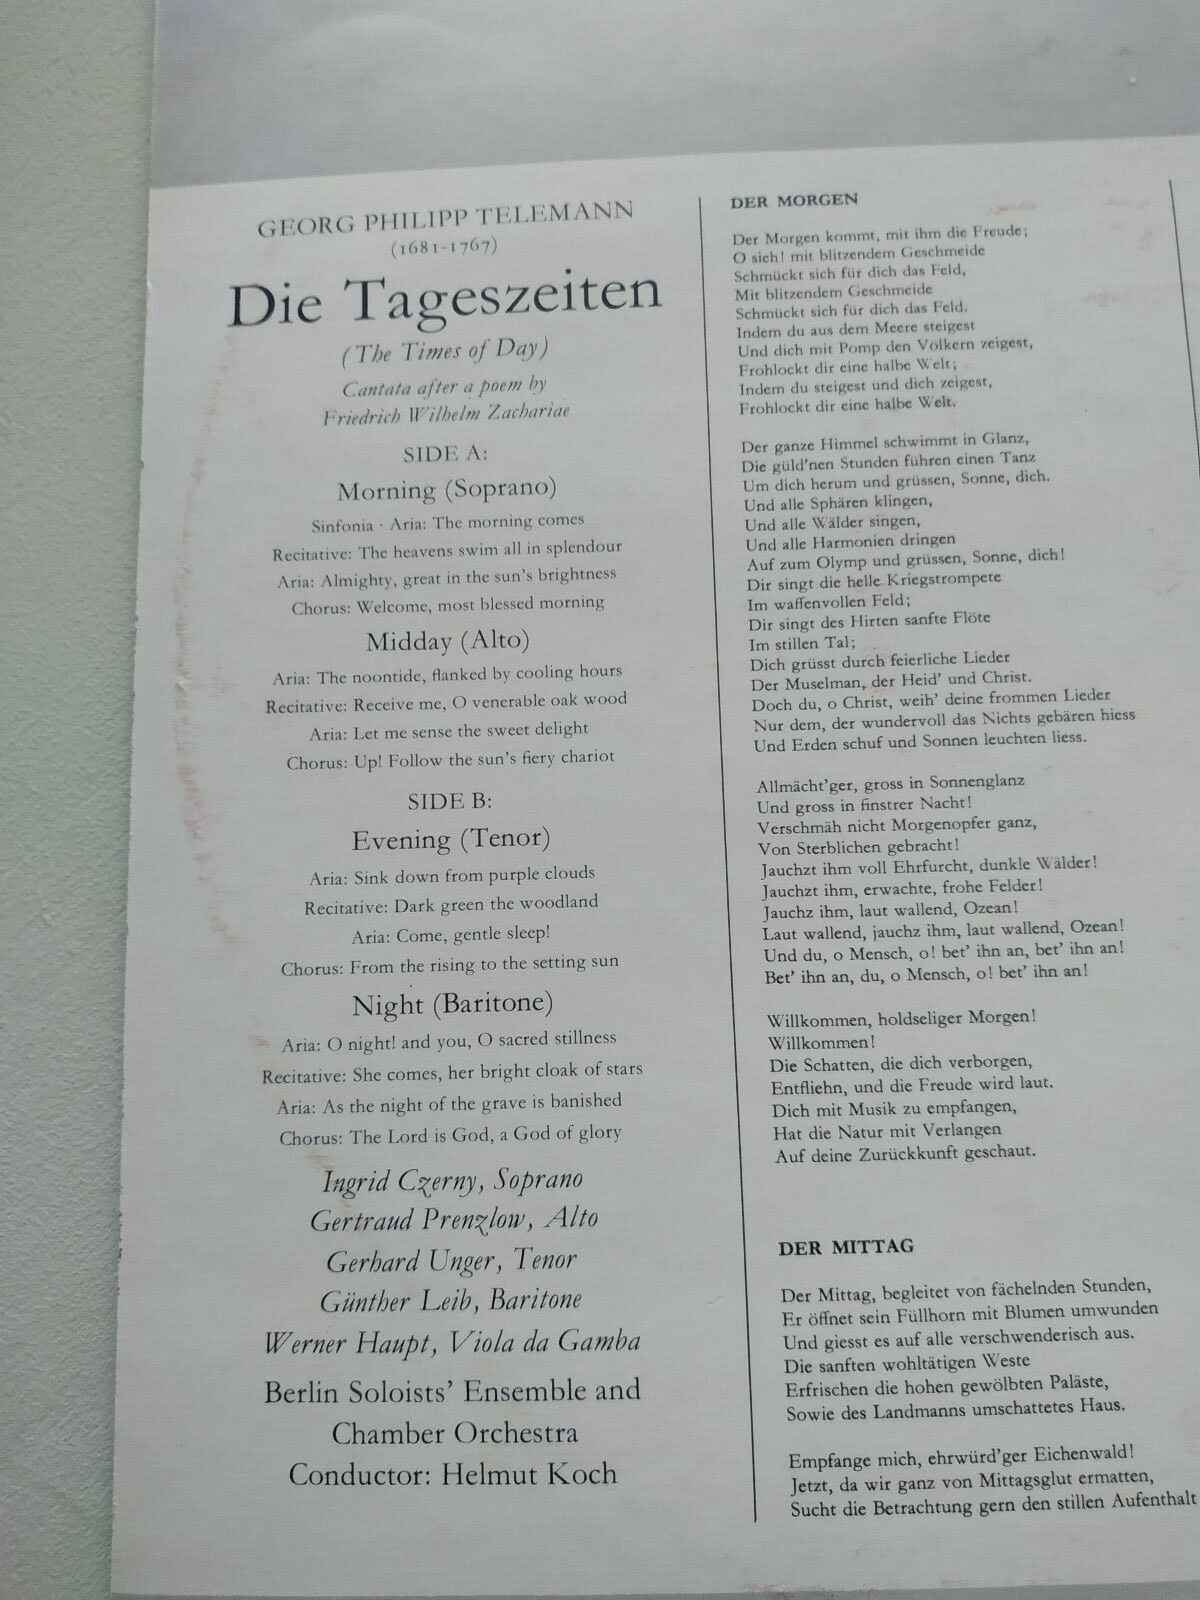 GEORG PHILIPP TELEMANN
(1681-1767)
Die Tageszeiten
(The Times of Day)
Cantata after a poem by
Friedrich Wilhelm Zachariae
SIDE A:
Morning (Soprano)
Sinfonia · Aria: The morning comes
Recitative: The heavens swim all in splendour
Aria: Almighty, great in the sun's brightness
Chorus: Welcome, most blessed morning
Midday (Alto)
Aria: The noontide, flanked by cooling hours
Recitative: Receive me, O venerable oak wood
Aria: Let me sense the sweet delight
Chorus: Up! Follow the sun's fiery chariot
SIDE B:
Evening (Tenor)
Aria: Sink down from purple clouds
Recitative: Dark green the woodland
Aria: Come, gentle sleep!
Chorus: From the rising to the setting sun
Night (Baritone)
Aria: O night! and you, O sacred stillness
Recitative: She comes, her bright cloak of stars
Aria: As the night of the grave is banished
Chorus: The Lord is God, a God of glory
Ingrid Czerny, Soprano
Gertraud Prenzlow, Alto
Gerhard Unger, Tenor
Günther Leib, Baritone
Werner Haupt, Viola da Gamba
Berlin Soloists' Ensemble and
Chamber Orchestra
Conductor: Helmut Koch
DER MORGEN
Der Morgen kommt, mit ihm die Freude;
O sich! mit blitzendem Geschmeide
Schmückt sich für dich das Feld,
Mit blitzendem Geschmeide
Schmückt sich für dich das Feld.
Indem du aus dem Meere steigest
Und dich mit Pomp den Völkern zeigest,
Frohlockt dir eine halbe Welt;
Indem du steigest und dich zeigest,
Frohlockt dir eine halbe Welt.
Der ganze Himmel schwimmt in Glanz,
Die güld'nen Stunden führen einen Tanz
Um dich herum und grüssen, Sonne, dich.
Und alle Sphären klingen,
Und alle Wälder singen,
Und alle Harmonien dringen
Auf zum Olymp und grüssen, Sonne, dich!
Dir singt die helle Kriegstrompete
Im waffenvollen Feld;
Dir singt des Hirten sanfte Flöte
Im stillen Tal;
Dich grüsst durch feierliche Lieder
Der Muselman, der Heid' und Christ.
Doch du, o Christ, weih' deine frommen Lieder
Nur dem, der wundervoll das Nichts gebären hiess
Und Erden schuf und Sonnen leuchten liess.
Allmächt'ger, gross in Sonnenglanz
Und gross in finstrer Nacht!
Verschmäh nicht Morgenopfer ganz,
Von Sterblichen gebracht!
Jauchzt ihm voll Ehrfurcht, dunkle Wälder!
Jauchzt ihm, erwachte, frohe Felder!
Jauchz ihm, laut wallend, Ozean!
Laut wallend, jauchz ihm, laut wallend, Ozean!
Und du, o Mensch, o! bet' ihn an, bet' ihn an!
Bet' ihn an, du, o Mensch, o! bet' ihn an!
Willkommen, holdseliger Morgen!
Willkommen!
Die Schatten, die dich verborgen,
Entfliehn, und die Freude wird laut.
Dich mit Musik zu empfangen,
Hat die Natur mit Verlangen
Auf deine Zurückkunft geschaut.
DER MITTAG
Der Mittag, begleitet von fächelnden Stunden,
Er öffnet sein Füllhorn mit Blumen umwunden
Und giesst es auf alle verschwenderisch aus.
Die sanften wohltätigen Weste
Erfrischen die hohen gewölbten Paläste,
Sowie des Landmanns umschattetes Haus.
Empfange mich, ehrwürd'ger Eichenwald!
Jetzt, da wir ganz von Mittagsglut ermatten,
Sucht die Betrachtung gern den stillen Aufenthalt